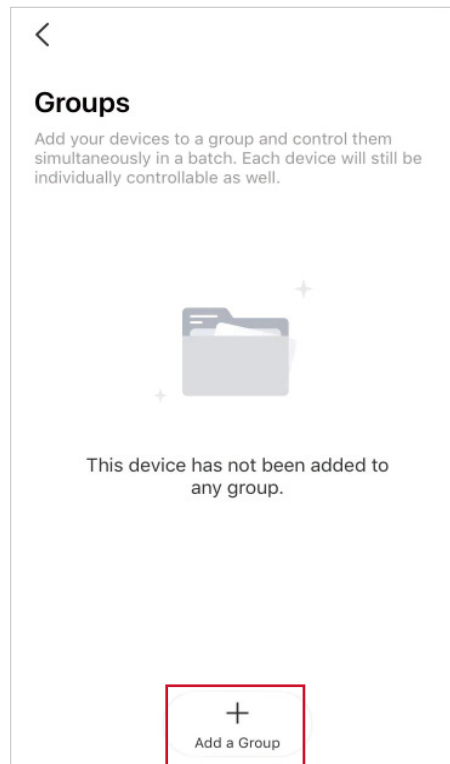 Groups
Add your devices to a group and control them
simultaneously in a batch. Each device will still be
individually controllable as well.
This device has not been added to
any group.
Add a Group